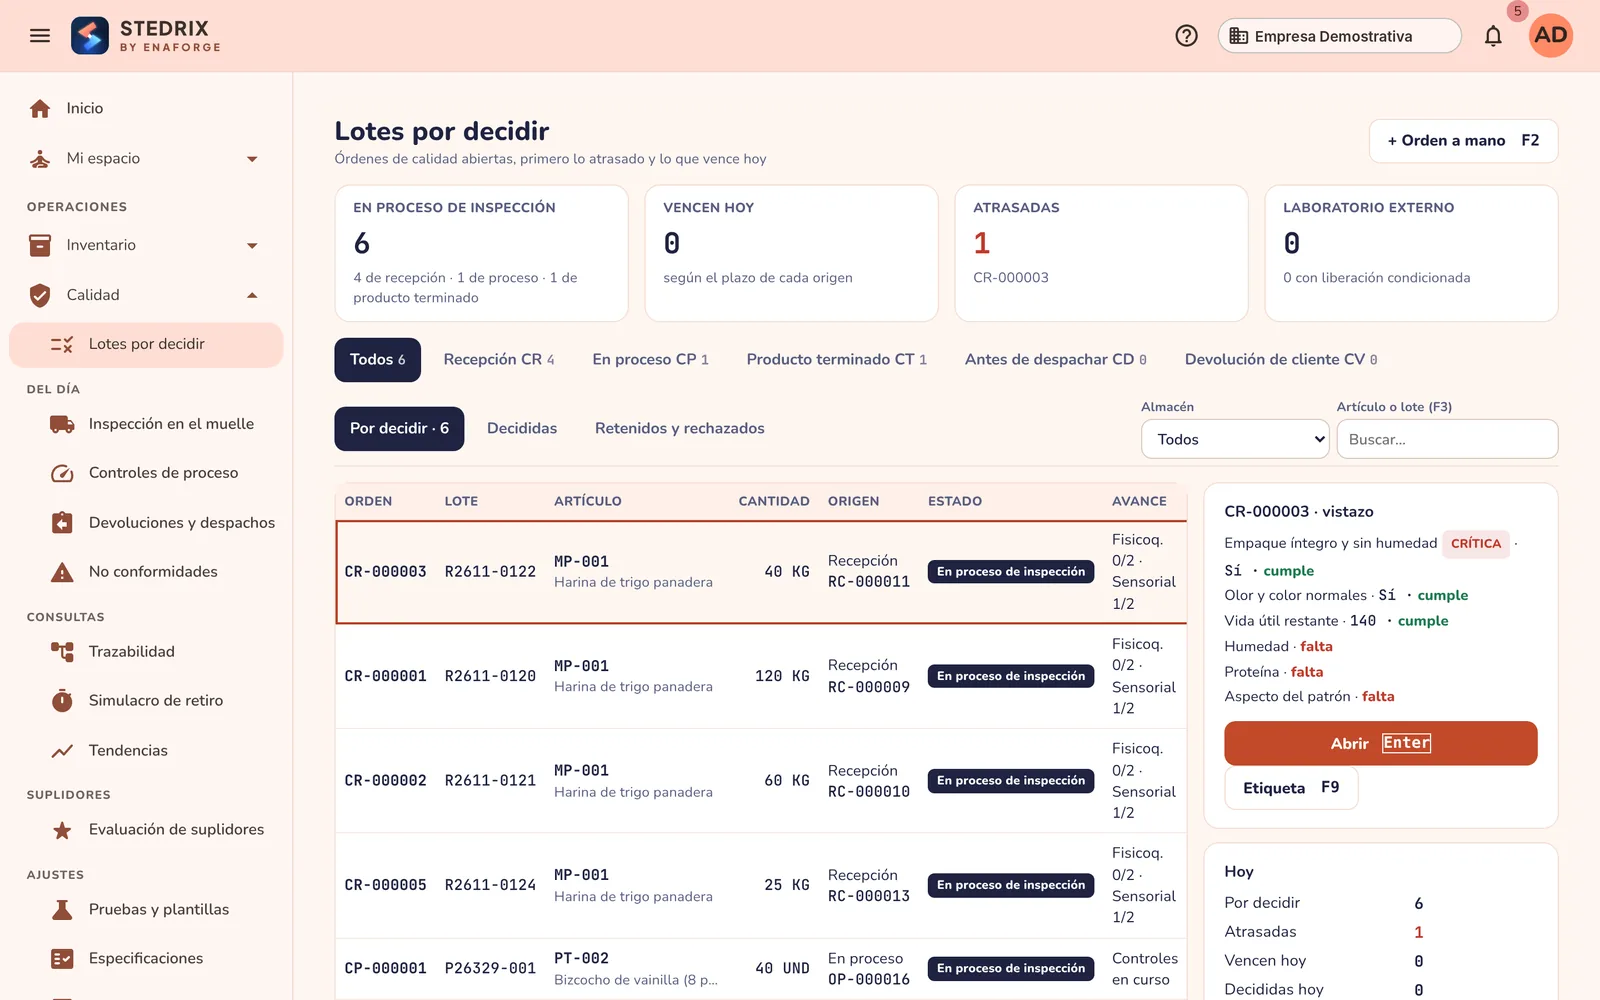 STEDRIX
BY ENAFORGE
Empresa Demostrativa
5
AD
Inicio
Mi espacio
OPERACIONES
Inventario
Calidad
Lotes por decidir
DEL DÍA
Inspección en el muelle
Controles de proceso
Devoluciones y despachos
No conformidades
CONSULTAS
Trazabilidad
Simulacro de retiro
Tendencias
SUPLIDORES
Evaluación de suplidores
AJUSTES
Pruebas y plantillas
Especificaciones
Lotes por decidir
Órdenes de calidad abiertas, primero lo atrasado y lo que vence hoy
+ Orden a mano F2
EN PROCESO DE INSPECCIÓN
6
4 de recepción · 1 de proceso · 1 de
producto terminado
VENCEN HOY
0
según el plazo de cada origen
ATRASADAS
1
CR-000003
LABORATORIO EXTERNO
0
0 con liberación condicionada
Todos 6
Recepción CR 4
En proceso CP 1
Producto terminado CT 1
Antes de despachar CD 0
Devolución de cliente CV 0
Por decidir · 6
Decididas
Retenidos y rechazados
Almacén
Todos
Artículo o lote (F3)
Buscar...
ORDEN LOTE ARTÍCULO CANTIDAD ORIGEN ESTADO AVANCE
CR-000003 R2611-0122 MP-001 Harina de trigo panadera 40 KG Recepción RC-000011 En proceso de inspección Fisicoq. 0/2 · Sensorial 1/2
CR-000001 R2611-0120 MP-001 Harina de trigo panadera 120 KG Recepción RC-000009 En proceso de inspección Fisicoq. 0/2 · Sensorial 1/2
CR-000002 R2611-0121 MP-001 Harina de trigo panadera 60 KG Recepción RC-000010 En proceso de inspección Fisicoq. 0/2 · Sensorial 1/2
CR-000005 R2611-0124 MP-001 Harina de trigo panadera 25 KG Recepción RC-000013 En proceso de inspección Fisicoq. 0/2 · Sensorial 1/2
CP-000001 P26329-001 PT-002 Bizcocho de vainilla (8 p... 40 UND En proceso OP-000016 En proceso de inspección Controles en curso
CR-000003 · vistazo
Empaque íntegro y sin humedad CRÍTICA ·
Sí · cumple
Olor y color normales · Sí · cumple
Vida útil restante · 140 · cumple
Humedad · falta
Proteína · falta
Aspecto del patrón · falta
Abrir Enter
Etiqueta F9
Hoy
Por decidir 6
Atrasadas 1
Vencen hoy 0
Decididas hoy 0